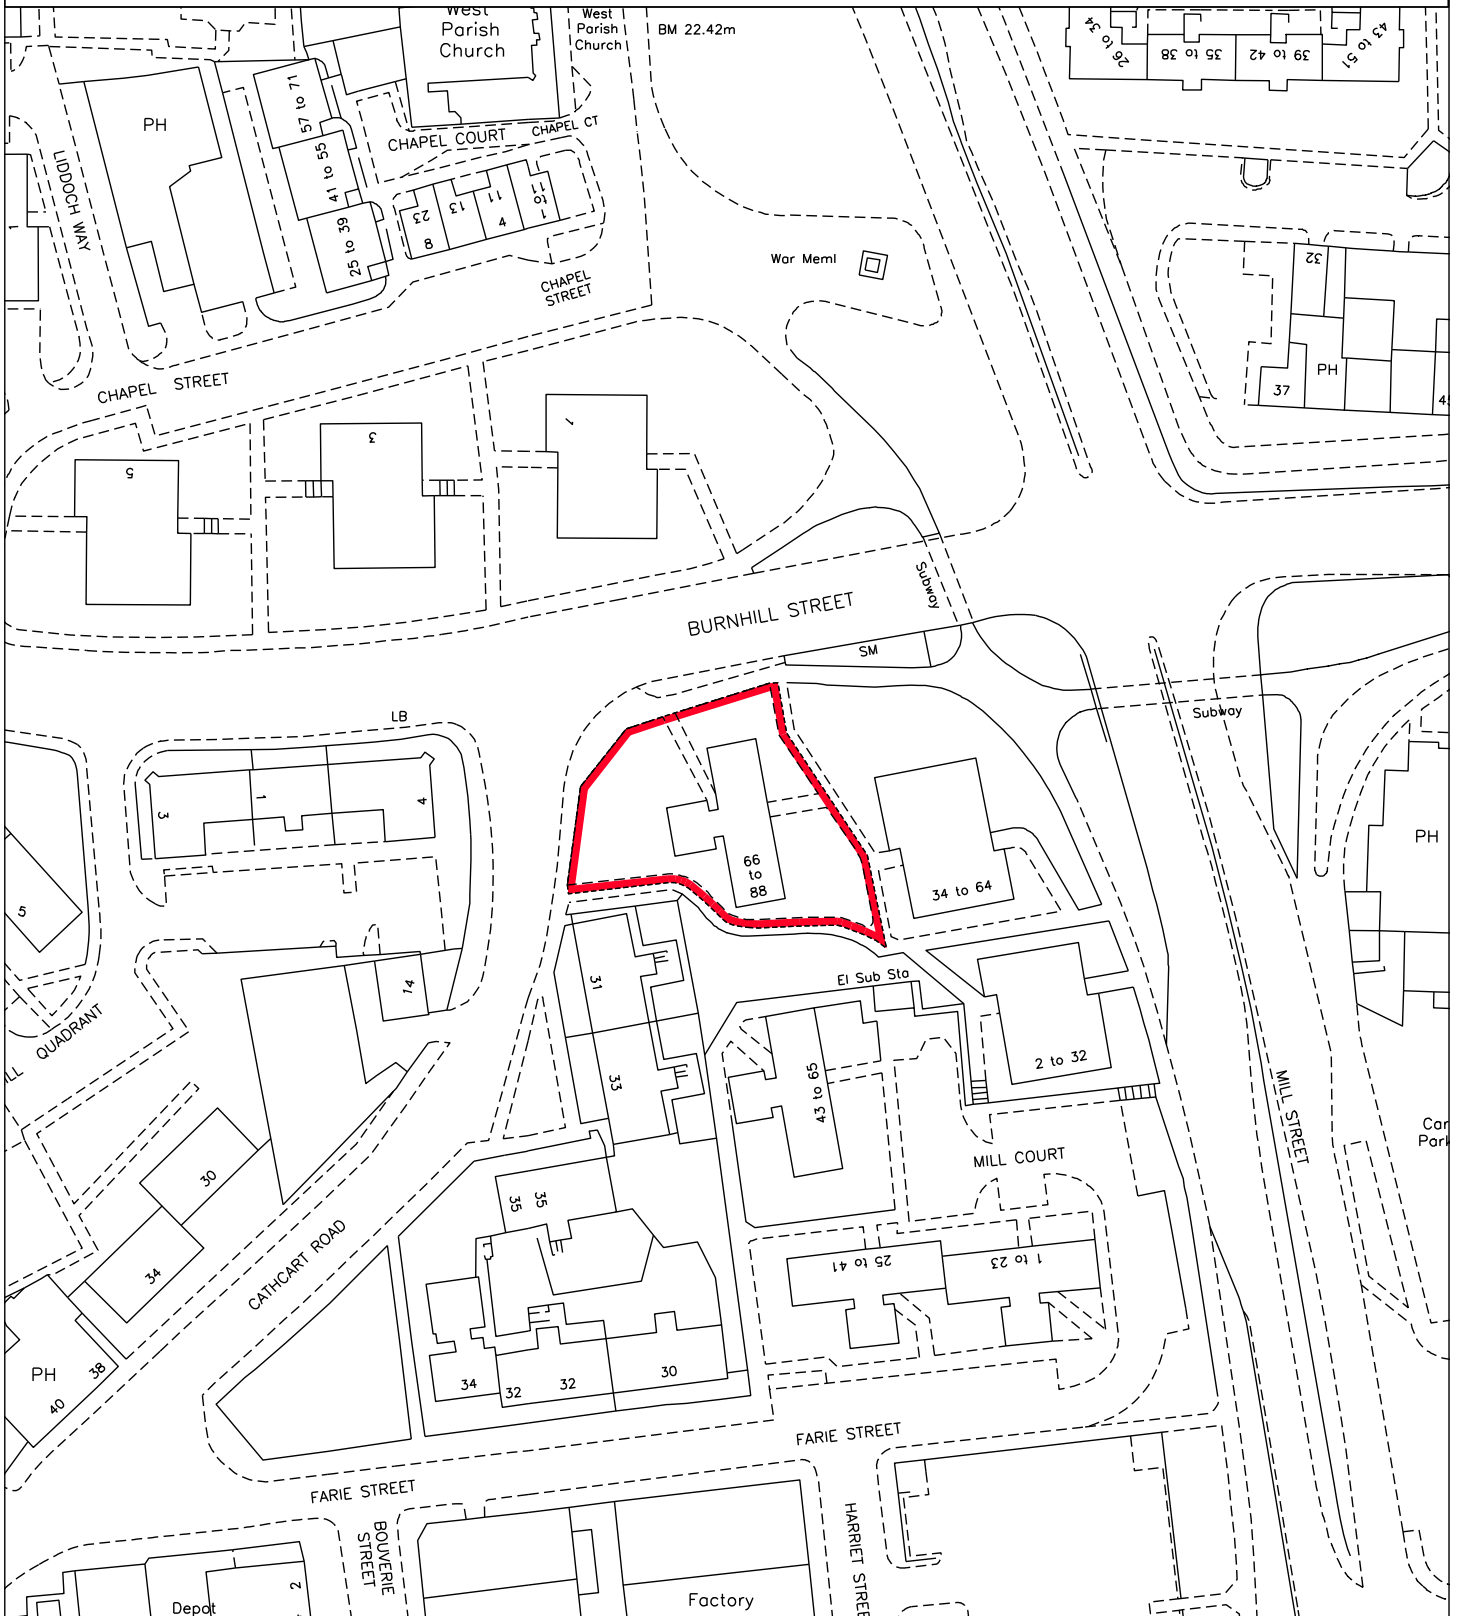 West
Parish
Church
West
Parish
Church
BM 22.42m
26 to 34
35 to 38
39 to 42
43 to 51
PH
57 to 71
CHAPEL COURT
CHAPEL CT
LIDDOCH WAY
41 to 55
25 to 39
23
8
13
11
4
1 to 11
1
CHAPEL
STREET
War Meml
32
PH
37
CHAPEL STREET
5
3
1
Subway
BURNHILL STREET
SM
LB
Subway
3
1
4
66
to
88
34 to 64
PH
5
14
31
El Sub Sta
QUADRANT
33
43 to 65
2 to 32
MILL STREET
Car
Park
MILL COURT
30
35
35
CATHCART ROAD
34
25 to 41
1 to 23
PH
38
40
34
32
32
30
FARIE STREET
FARIE STREET
BOUVERIE
STREET
HARRIET STREE
2
Depot
Factory